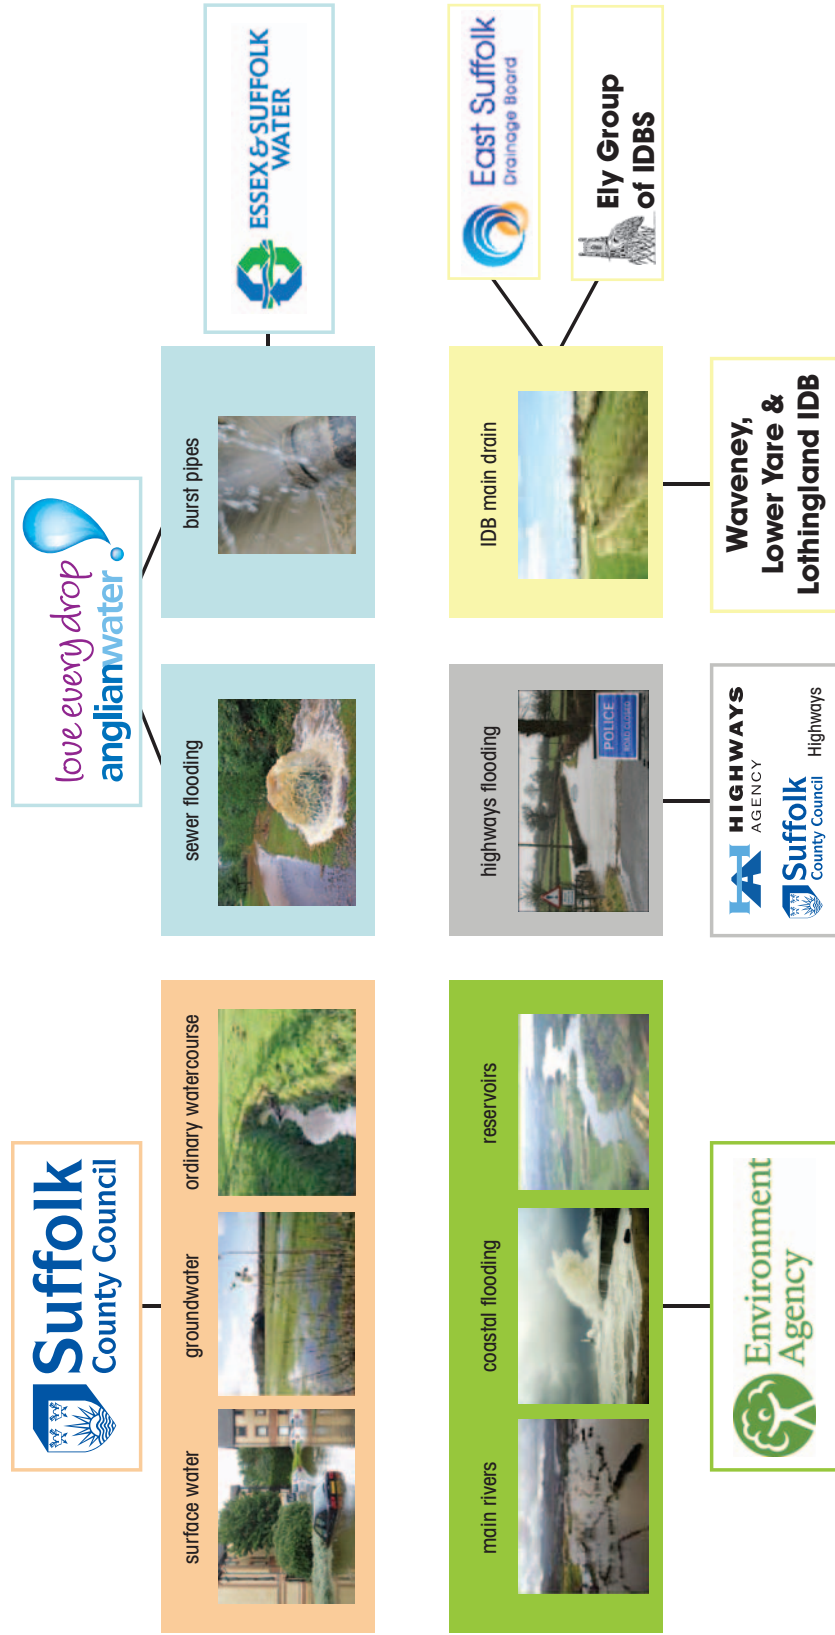 Suffolk
County Council
love every drop
anglianwater
ESSEX & SUFFOLK
WATER
surface water
groundwater
ordinary watercourse
sewer flooding
burst pipes
main rivers
coastal flooding
reservoirs
highways flooding
POLICE
ROAD CLOSED
IDB main drain
East Suffolk
Drainage Board
Ely Group
of IDBS
Environment
Agency
HIGHWAYS
AGENCY
Suffolk
County Council
Highways
Waveney,
Lower Yare &
Lothingland IDB